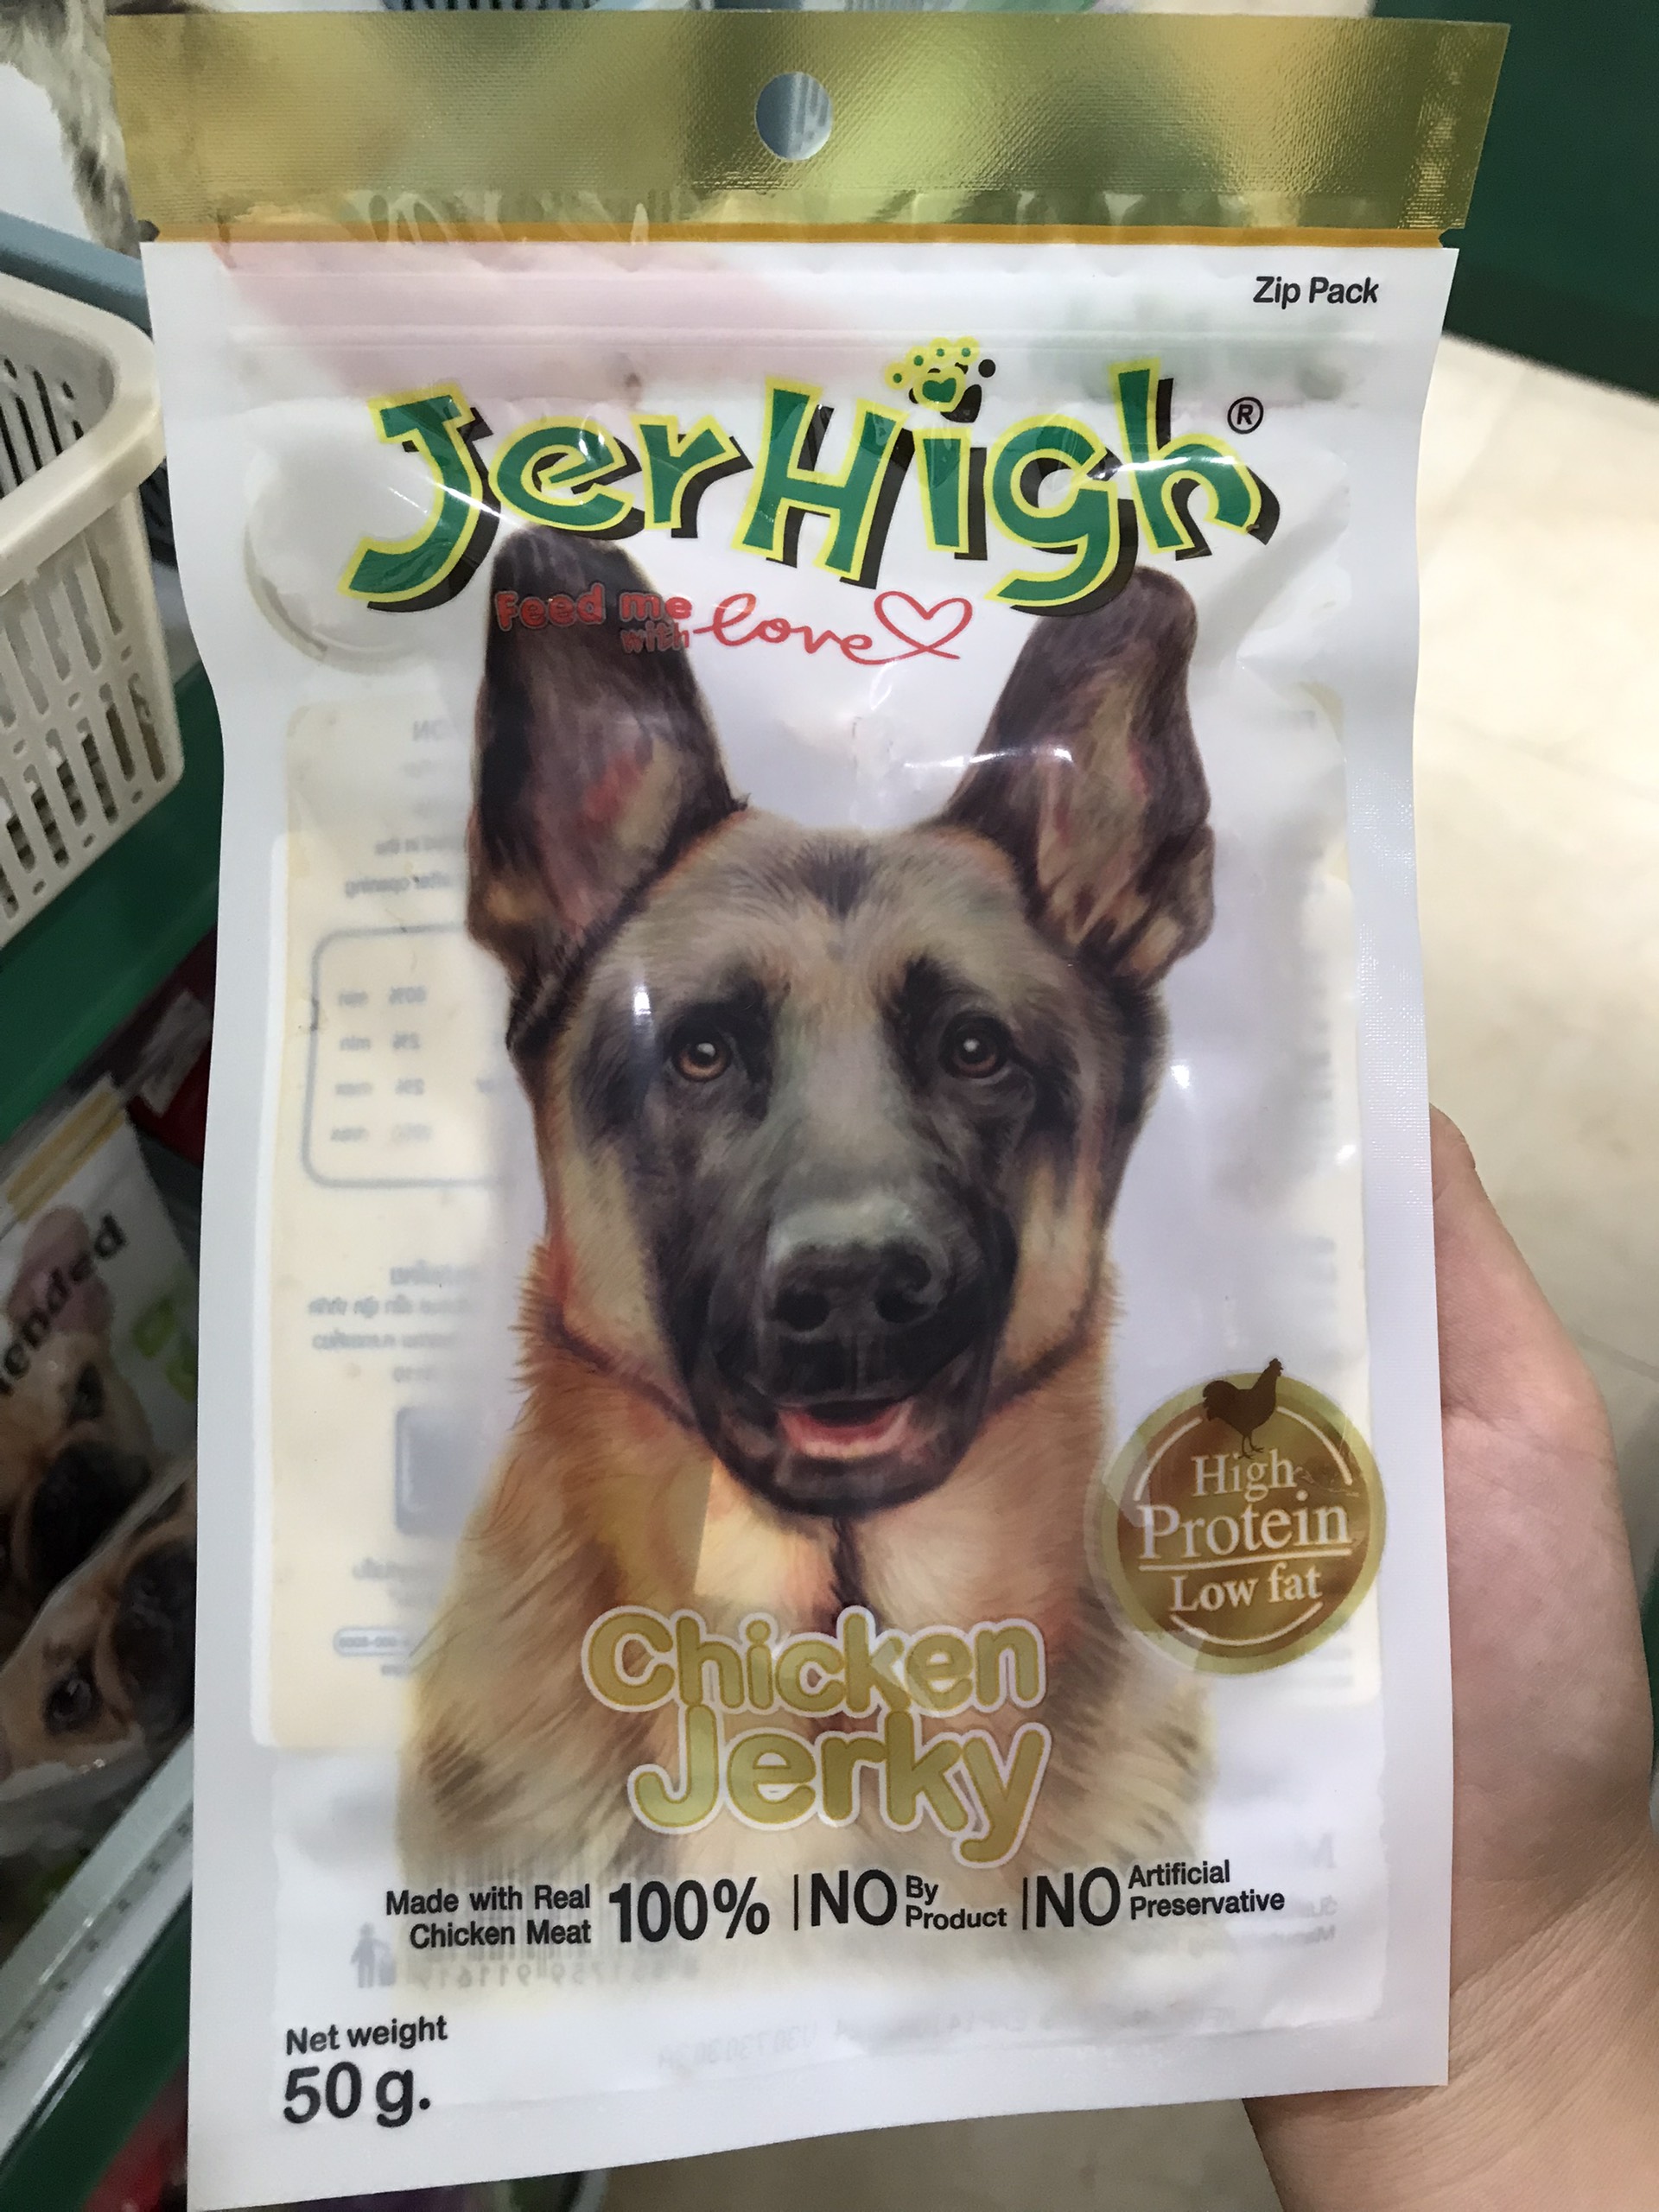 Zip Pack
JerHigh®
Feed me
with love
High
Protein
Low fat
Chicken
Jerky
Made with Real
Chicken Meat
100%
NO By
Product
NO Artificial
Preservative
Net weight
50 g.